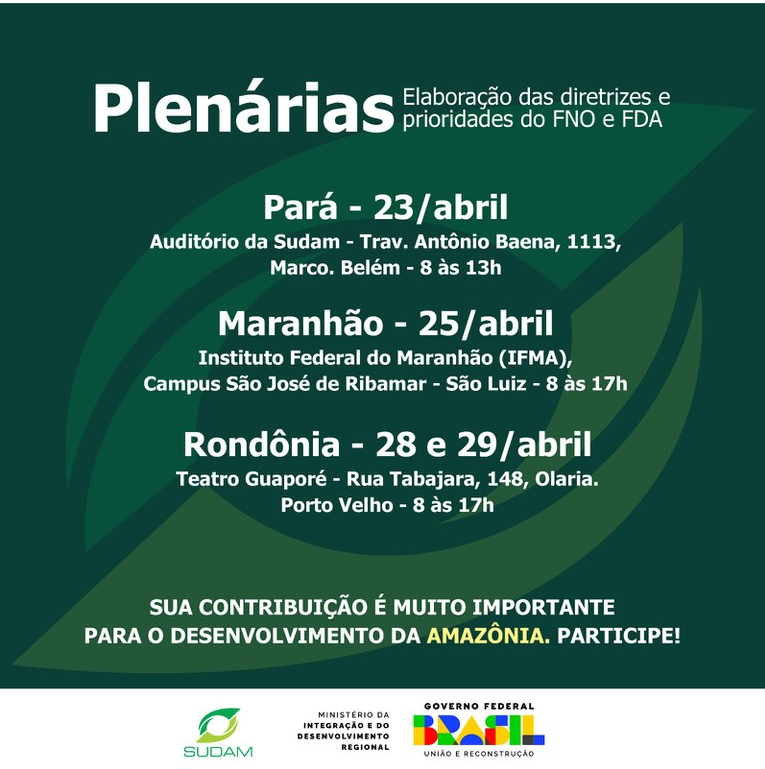 Plenárias
Elaboração das diretrizes e
prioridades do FNO e FDA
Pará - 23/abril
Auditório da Sudam - Trav. Antônio Baena, 1113,
Marco. Belém - 8 às 13h
Maranhão - 25/abril
Instituto Federal do Maranhão (IFMA),
Campus São José de Ribamar - São Luiz - 8 às 17h
Rondônia - 28 e 29/abril
Teatro Guaporé - Rua Tabajara, 148, Olaria.
Porto Velho - 8 às 17h
SUA CONTRIBUIÇÃO É MUITO IMPORTANTE
PARA O DESENVOLVIMENTO DA AMAZÔNIA. PARTICIPE!
SUDAM
MINISTÉRIO DA
INTEGRAÇÃO E DO
DESENVOLVIMENTO
REGIONAL
GOVERNO FEDERAL
BRASIL
UNIÃO E RECONSTRUÇÃO